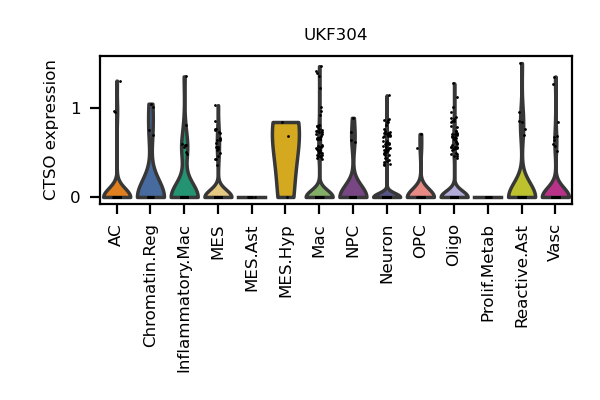 UKF304
CTSO expression
1
0
AC
Chromatin.Reg
Inflammatory.Mac
MES
MES.Ast
MES.Hyp
Mac
NPC
Neuron
OPC
Oligo
Prolif.Metab
Reactive.Ast
Vasc